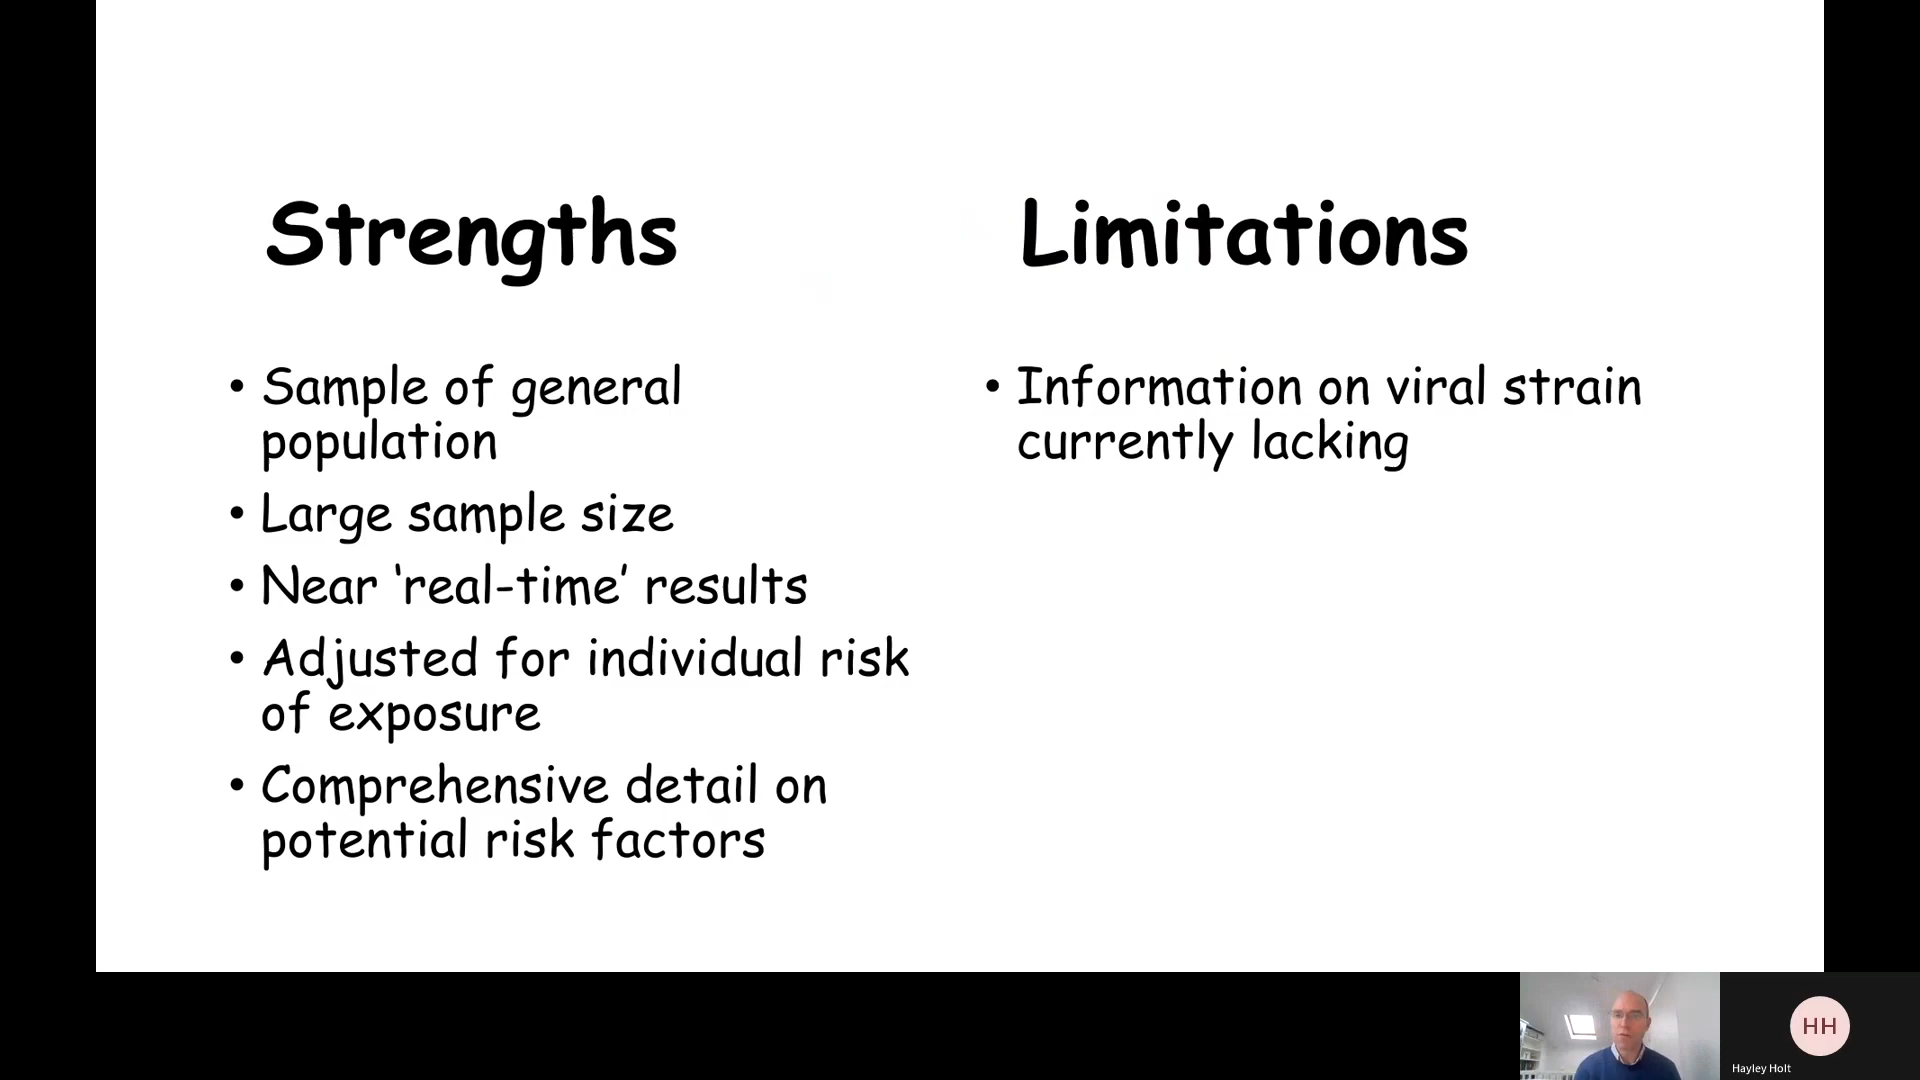 Strengths
• Sample of general
population
• Large sample size
• Near ‘real-time’ results
• Adjusted for individual risk
of exposure
• Comprehensive detail on
potential risk factors
Limitations
• Information on viral strain
currently lacking
HH
Hayley Holt